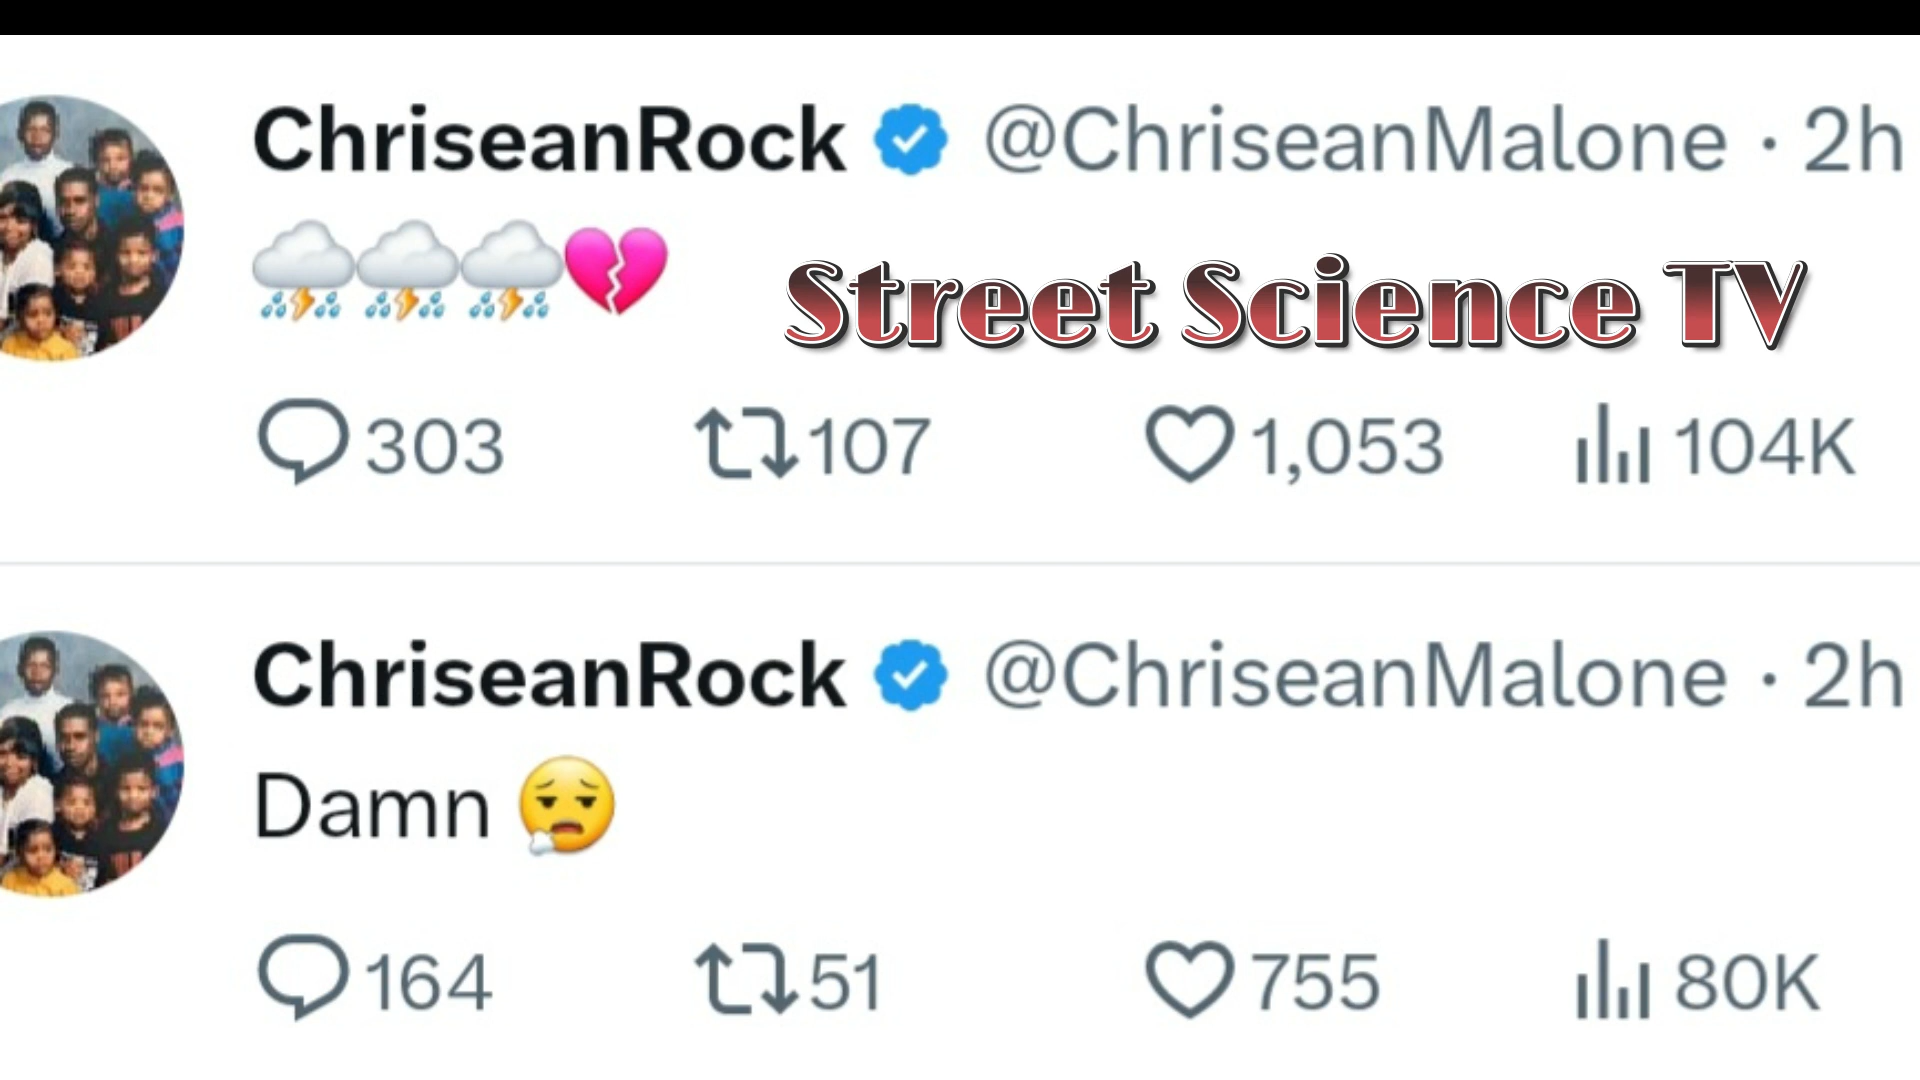 ChriseanRock @ChriseanMalone · 2h
🌧️⛈️⛈️💔
Street Science TV
303 107 1,053 104K
ChriseanRock @ChriseanMalone · 2h
Damn 😮‍💨
164 51 755 80K